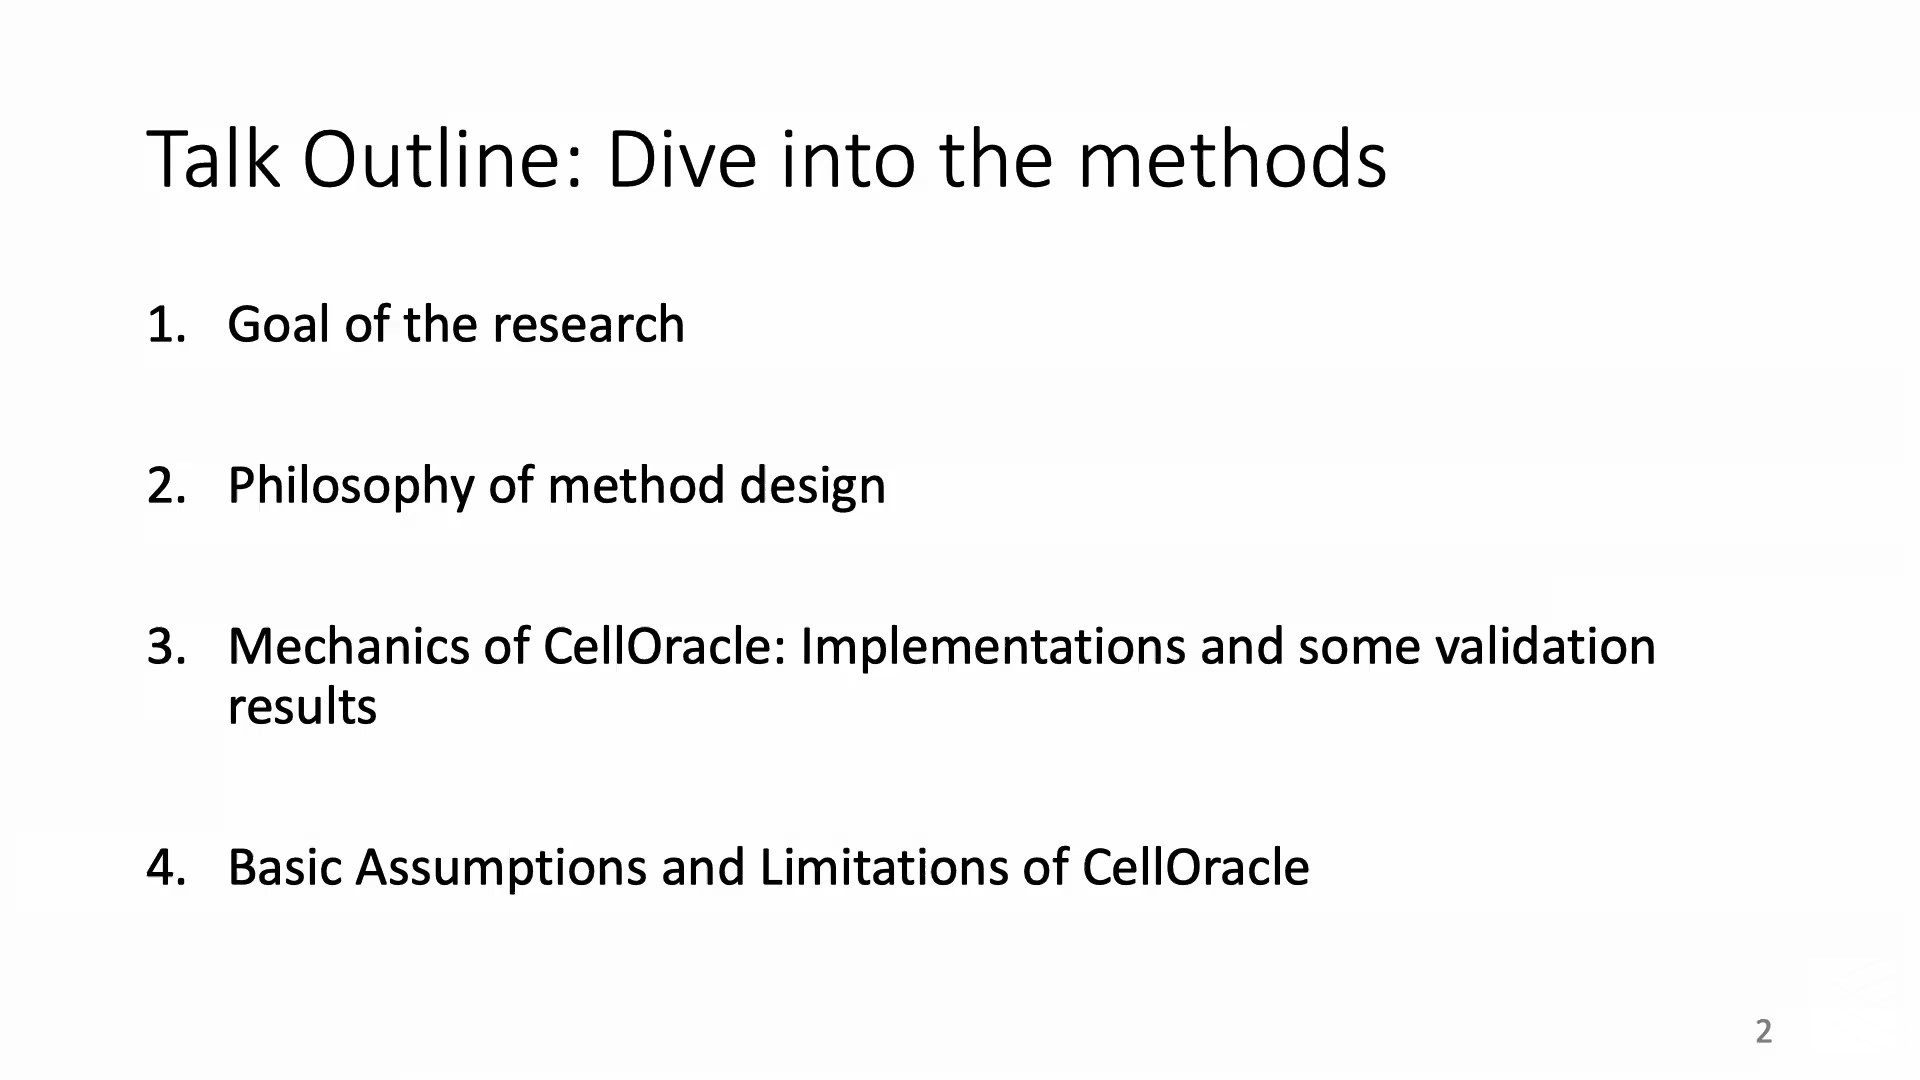 Talk Outline: Dive into the methods
1. Goal of the research
2. Philosophy of method design
3. Mechanics of CellOracle: Implementations and some validation
results
4. Basic Assumptions and Limitations of CellOracle
2